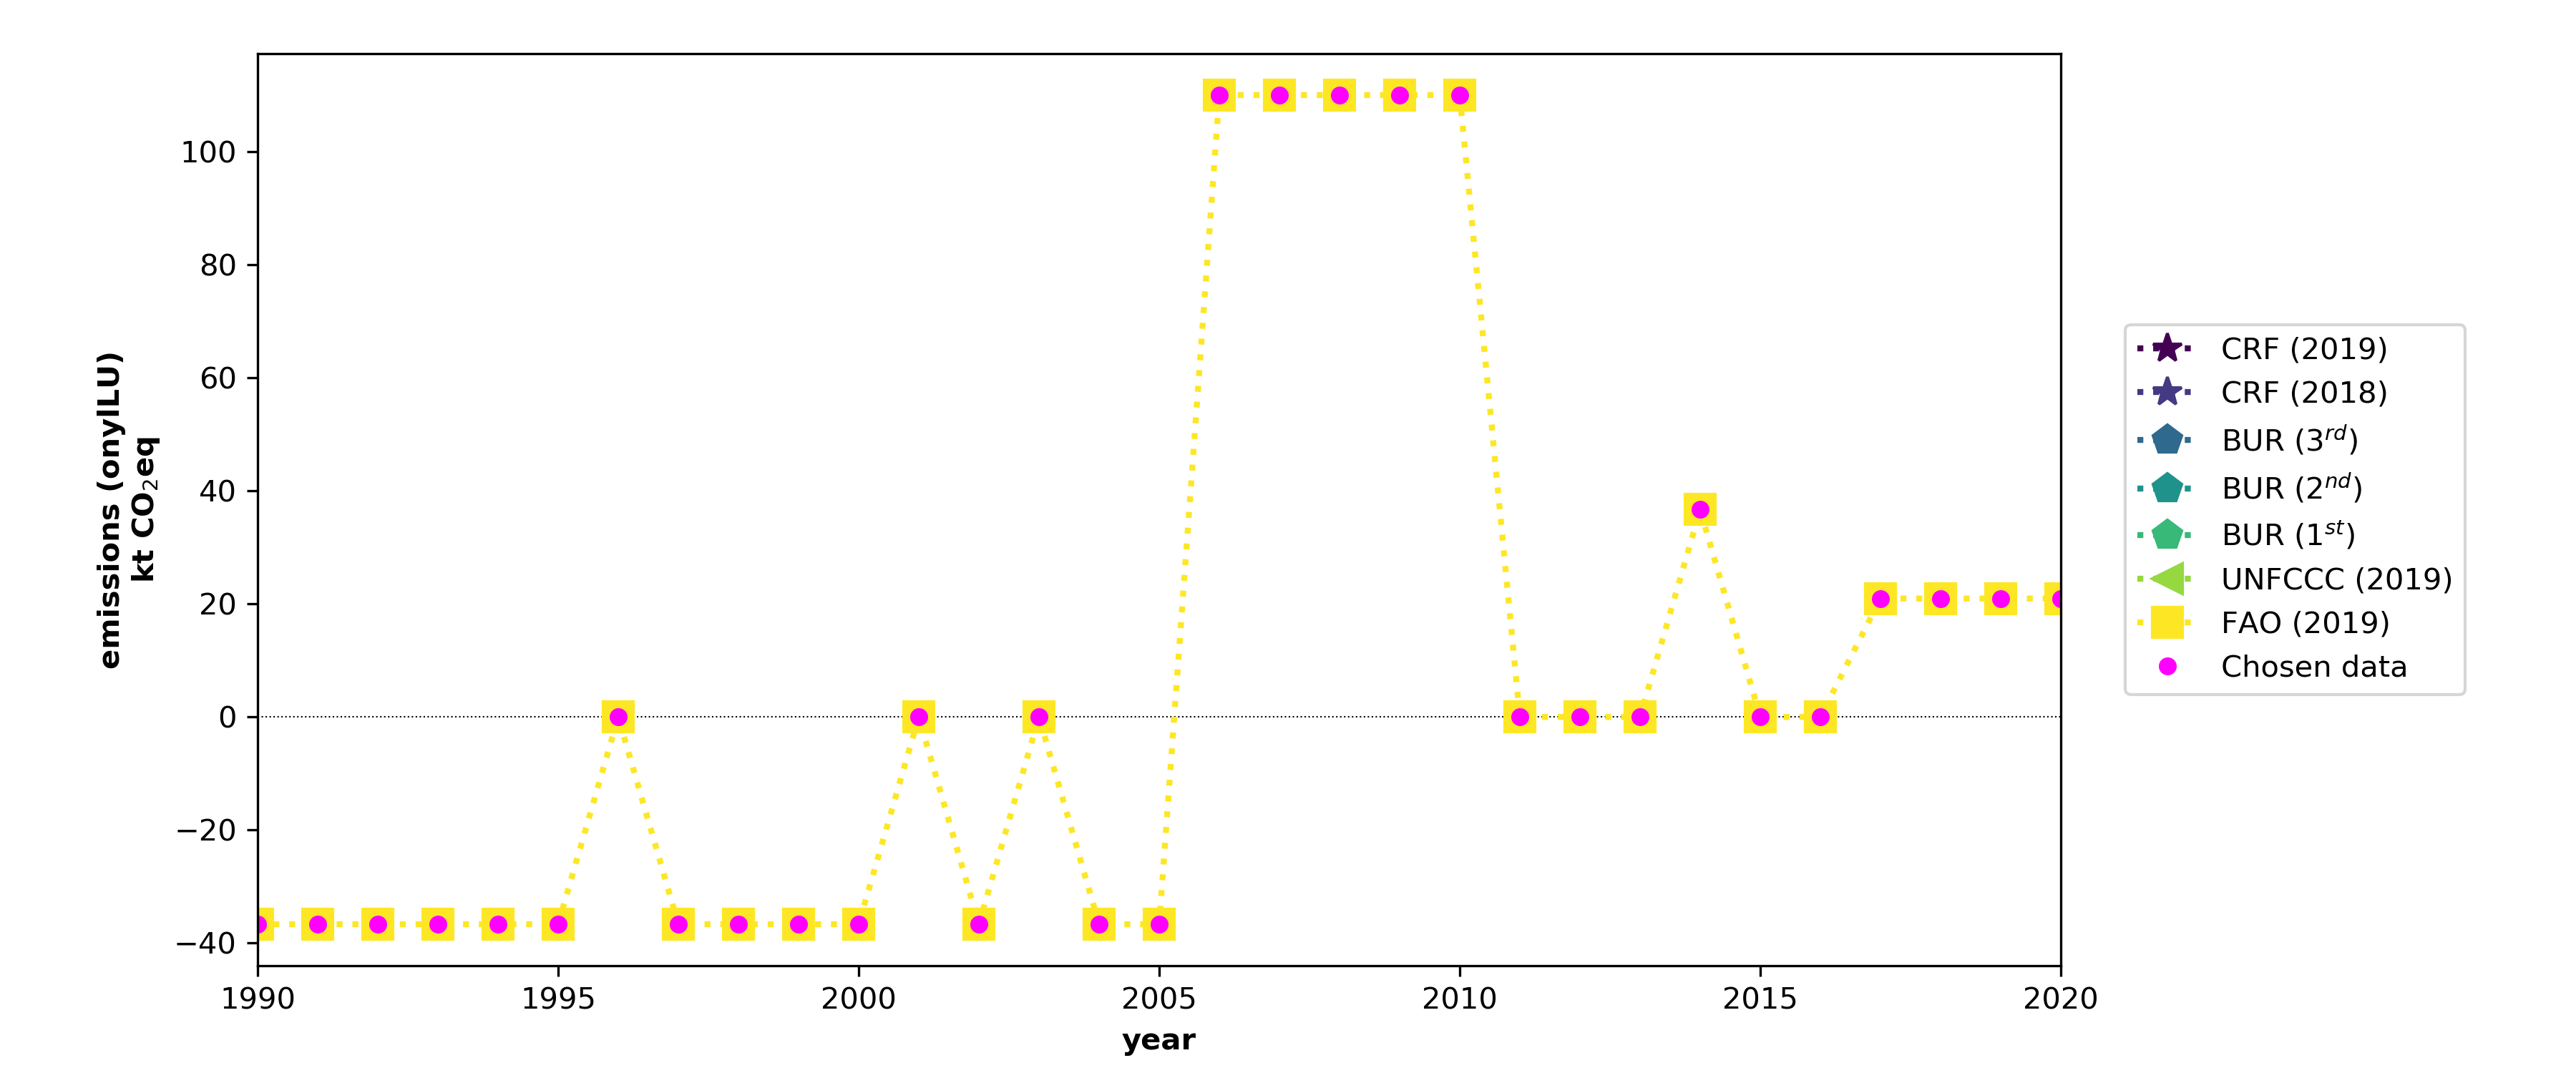 emissions (onylLU)
kt CO₂eq
100
80
60
40
20
0
−20
−40
1990 1995 2000 2005 2010 2015 2020
year
CRF (2019)
CRF (2018)
BUR (3ʳᵈ)
BUR (2ⁿᵈ)
BUR (1ˢᵗ)
UNFCCC (2019)
FAO (2019)
Chosen data